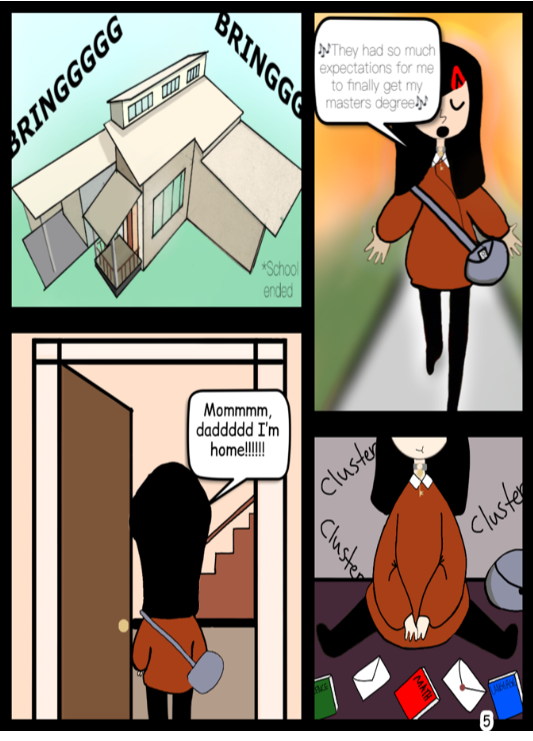 BRINGGGGG
BRINGGG
*School
ended
🎶They had so much
expectations for me
to finally get my
masters degree🎶
Mommmm,
daddddd I'm
home!!!!!!
Cluster
Cluster
Cluster
MATH
5